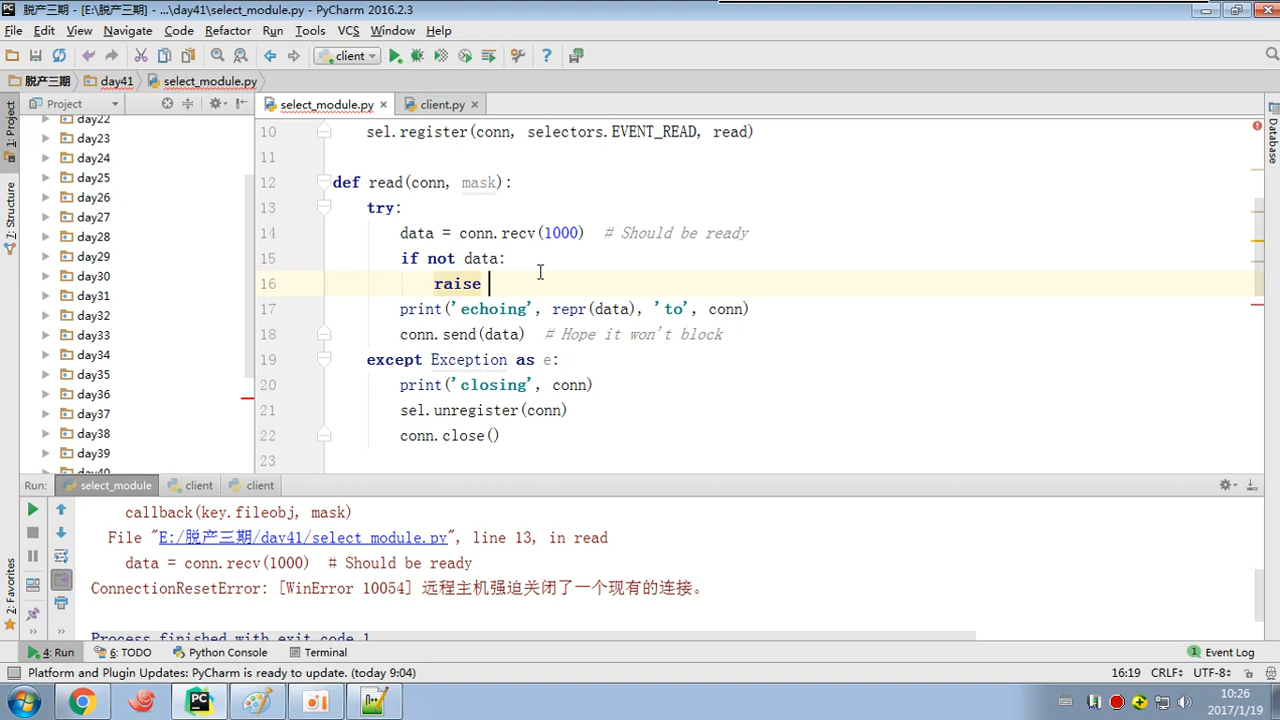 脱产三期 - [E:\脱产三期] - ...\day41\select_module.py - PyCharm 2016.2.3
File Edit View Navigate Code Refactor Run Tools VCS Window Help
client
脱产三期 day41 select_module.py
Project
select_module.py client.py
1: Project
7: Structure
2: Favorites
Database
day22
day23
day24
day25
day26
day27
day28
day29
day30
day31
day32
day33
day34
day35
day36
day37
day38
day39
day40
10 sel.register(conn, selectors.EVENT_READ, read)
11
12 def read(conn, mask):
13 try:
14 data = conn.recv(1000)  # Should be ready
15 if not data:
16 raise
17 print('echoing', repr(data), 'to', conn)
18 conn.send(data)  # Hope it won't block
19 except Exception as e:
20 print('closing', conn)
21 sel.unregister(conn)
22 conn.close()
23
Run: select_module client client
callback(key.fileobj, mask)
File "E:/脱产三期/day41/select_module.py", line 13, in read
data = conn.recv(1000)  # Should be ready
ConnectionResetError: [WinError 10054] 远程主机强迫关闭了一个现有的连接。
Process finished with exit code 1
4: Run 6: TODO Python Console Terminal 1 Event Log
Platform and Plugin Updates: PyCharm is ready to update. (today 9:04) 16:19 CRLF÷ UTF-8÷
PC
10:26
2017/1/19